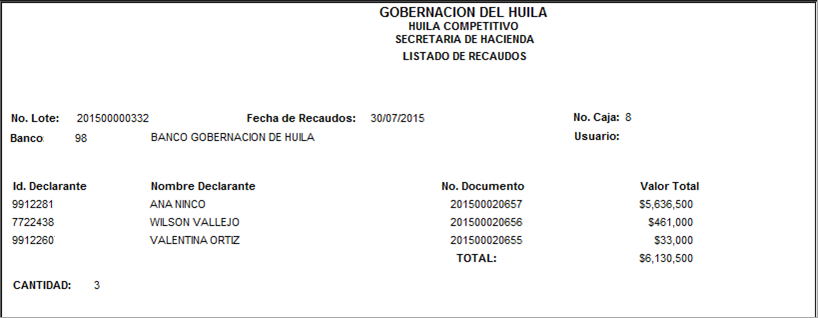 GOBERNACION DEL HUILA
HUILA COMPETITIVO
SECRETARIA DE HACIENDA
LISTADO DE RECAUDOS
No. Lote: 201500000332 Fecha de Recaudos: 30/07/2015 No. Caja: 8
Banco: 98 BANCO GOBERNACION DE HUILA Usuario:
Id. Declarante Nombre Declarante No. Documento Valor Total
9912281 ANA NINCO 201500020657 $5,636,500
7722438 WILSON VALLEJO 201500020656 $461,000
9912260 VALENTINA ORTIZ 201500020655 $33,000
TOTAL: $6,130,500
CANTIDAD: 3